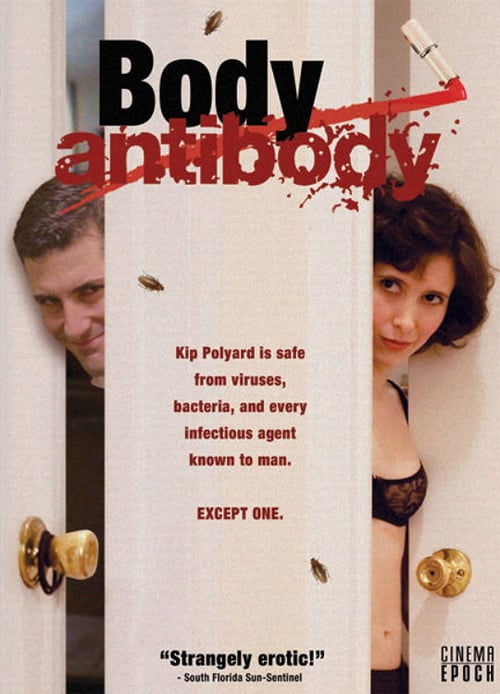 Body
antibody
Kip Polyard is safe
from viruses,
bacteria, and every
infectious agent
known to man.
EXCEPT ONE.
“Strangely erotic!”
- South Florida Sun-Sentinel
CINEMA
EPOCH